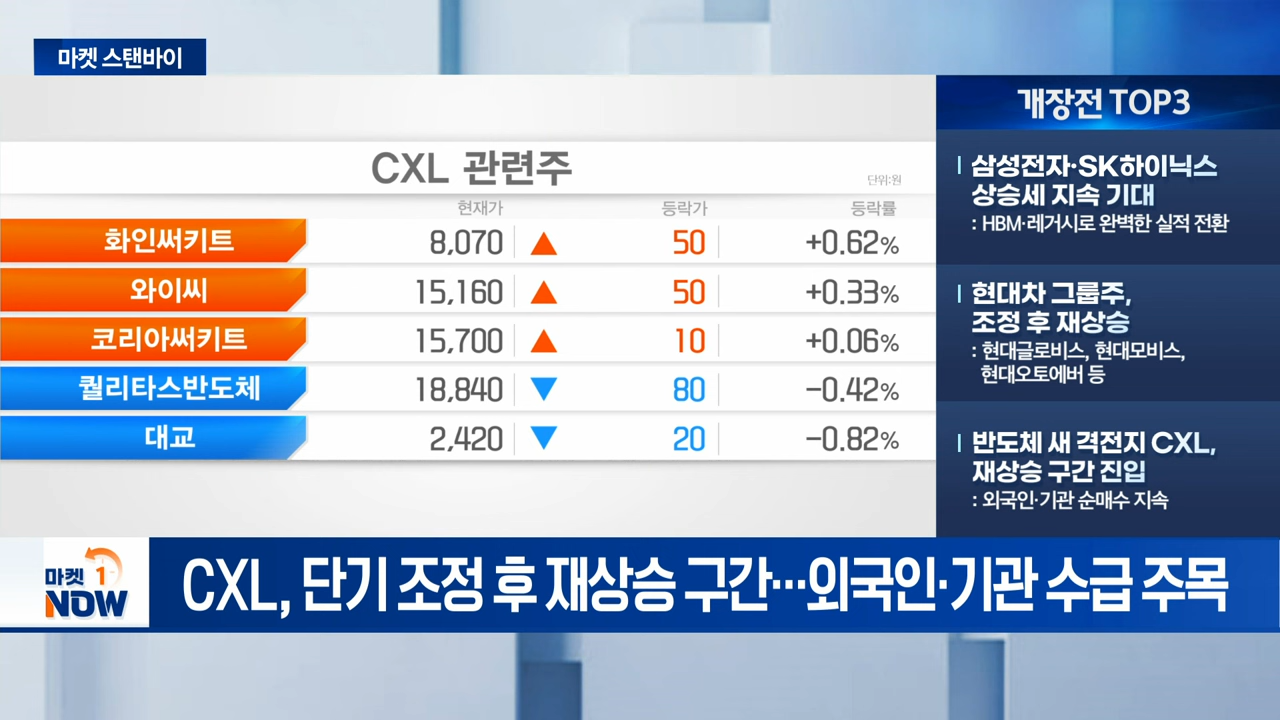 마켓 스탠바이
CXL 관련주
단위:원
현재가 등락가 등락률
화인써키트 8,070 ▲ 50 +0.62%
와이씨 15,160 ▲ 50 +0.33%
코리아써키트 15,700 ▲ 10 +0.06%
퀄리타스반도체 18,840 ▼ 80 -0.42%
대교 2,420 ▼ 20 -0.82%
개장전 TOP3
삼성전자·SK하이닉스
상승세 지속 기대
: HBM·레거시로 완벽한 실적 전환
현대차 그룹주,
조정 후 재상승
: 현대글로비스, 현대모비스,
현대오토에버 등
반도체 새 격전지 CXL,
재상승 구간 진입
: 외국인·기관 순매수 지속
마켓 1
NOW
CXL, 단기 조정 후 재상승 구간…외국인·기관 수급 주목